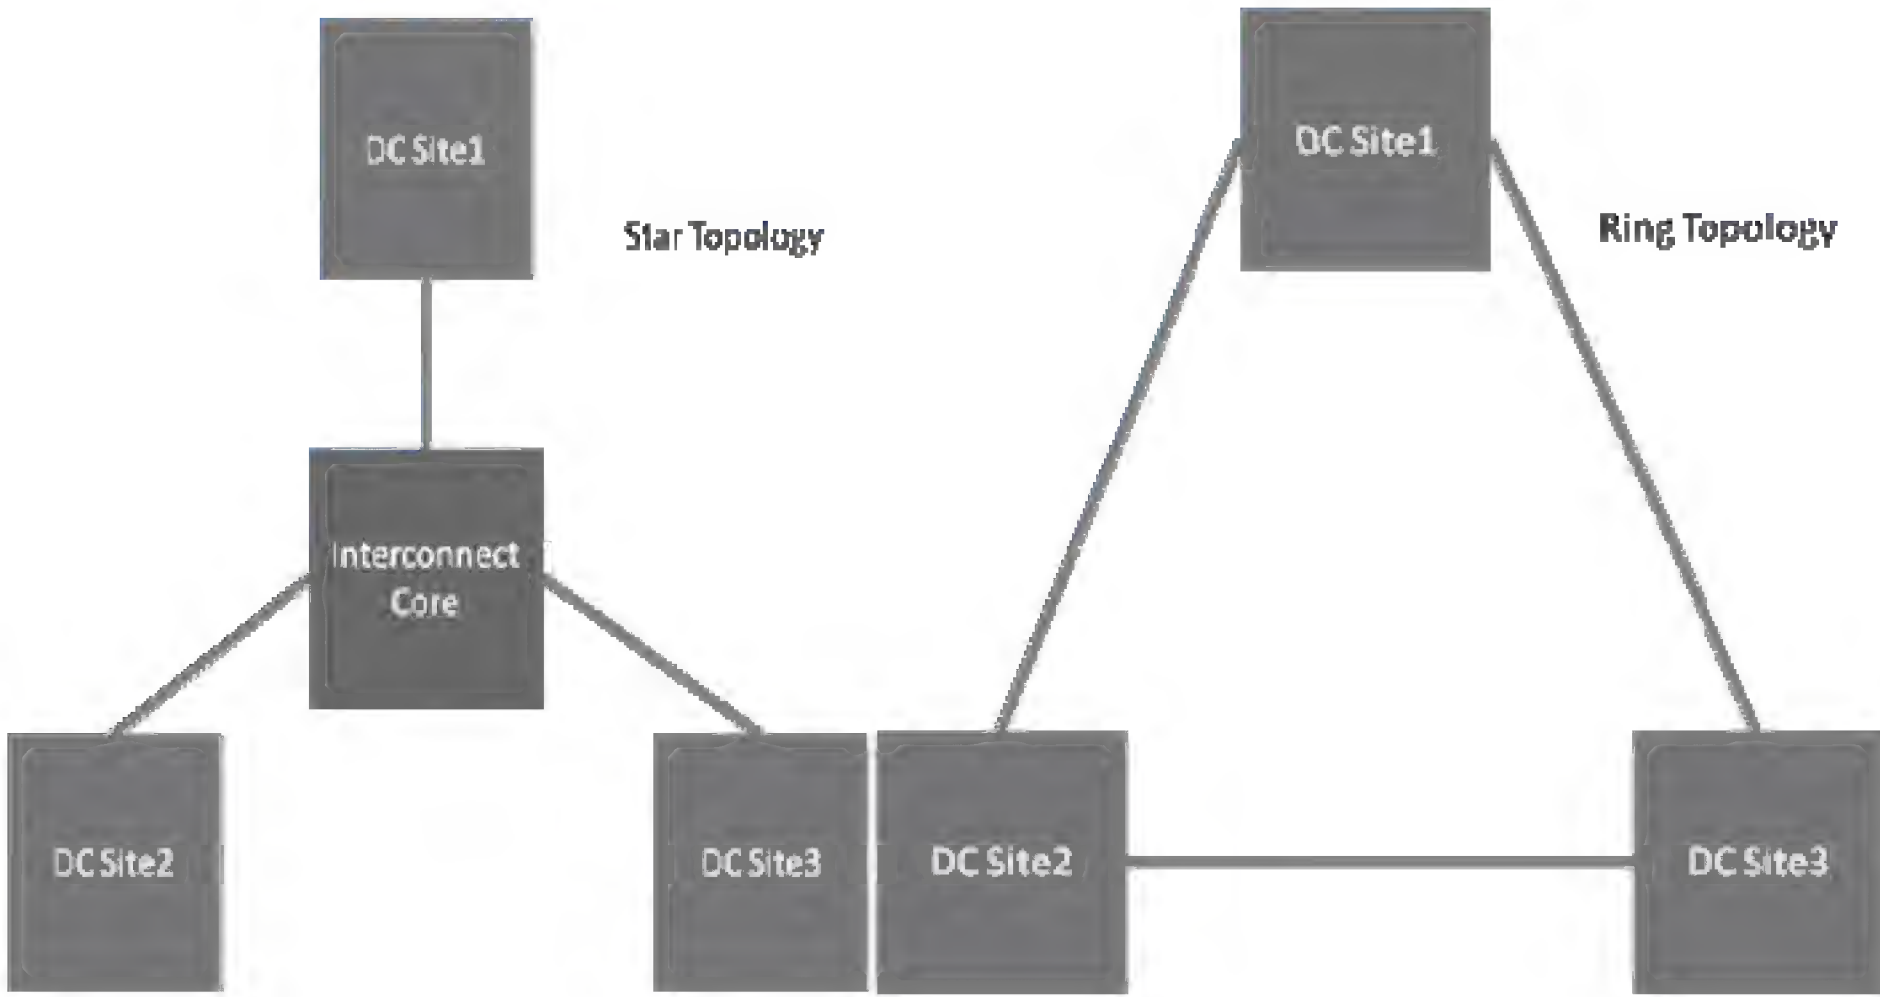 DC Site1
Star Topology
Interconnect
Core
DC Site2
DC Site3
DC Site1
Ring Topology
DC Site2
DC Site3